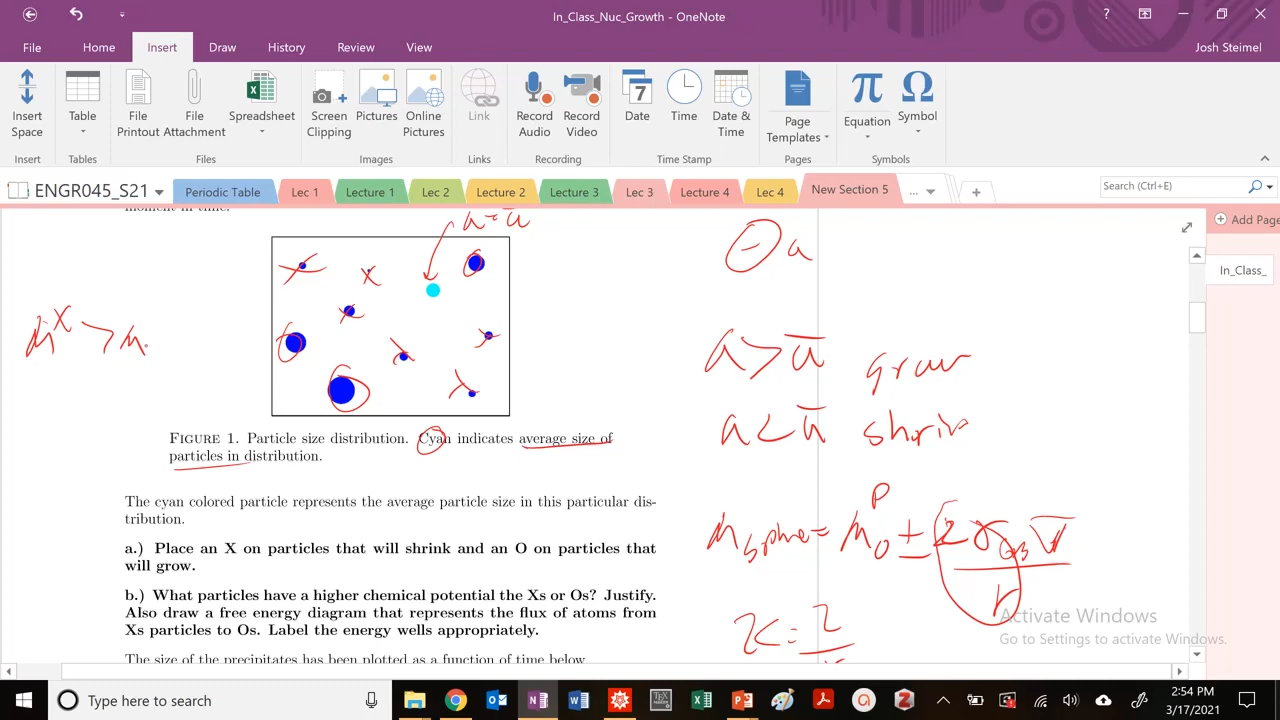 In_Class_Nuc_Growth - OneNote
?
File Home Insert Draw History Review View
Josh Steimel
Insert Space
Table
File Printout
File Attachment
Spreadsheet
Screen Clipping
Pictures
Online Pictures
Link
Record Audio
Record Video
7
Date
Time
Date & Time
Page Templates
π
Equation
Ω
Symbol
Insert Tables Files Images Links Recording Time Stamp Pages Symbols
ENGR045_S21
Periodic Table Lec 1 Lecture 1 Lec 2 Lecture 2 Lecture 3 Lec 3 Lecture 4 Lec 4 New Section 5 ... +
Search (Ctrl+E)
Add Page
In_Class_
moment in time.
a = a̅
a
μˣ > μ
a > a̅ grow
a < a̅ shrink
FIGURE 1. Particle size distribution. Cyan indicates average size of
particles in distribution.
The cyan colored particle represents the average particle size in this particular dis-
tribution.
a.) Place an X on particles that will shrink and an O on particles that
will grow.
b.) What particles have a higher chemical potential the Xs or Os? Justify.
Also draw a free energy diagram that represents the flux of atoms from
Xs particles to Os. Label the energy wells appropriately.
The size of the precipitates has been plotted as a function of time below.
Activate Windows
Go to Settings to activate Windows.
Type here to search
2:54 PM
3/17/2021